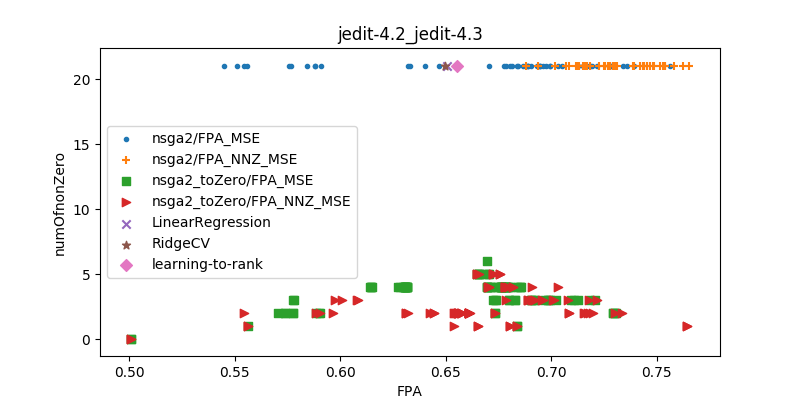 jedit-4.2_jedit-4.3
numOfnonZero
20
15
10
5
0
nsga2/FPA_MSE
nsga2/FPA_NNZ_MSE
nsga2_toZero/FPA_MSE
nsga2_toZero/FPA_NNZ_MSE
LinearRegression
RidgeCV
learning-to-rank
0.50 0.55 0.60 0.65 0.70 0.75
FPA